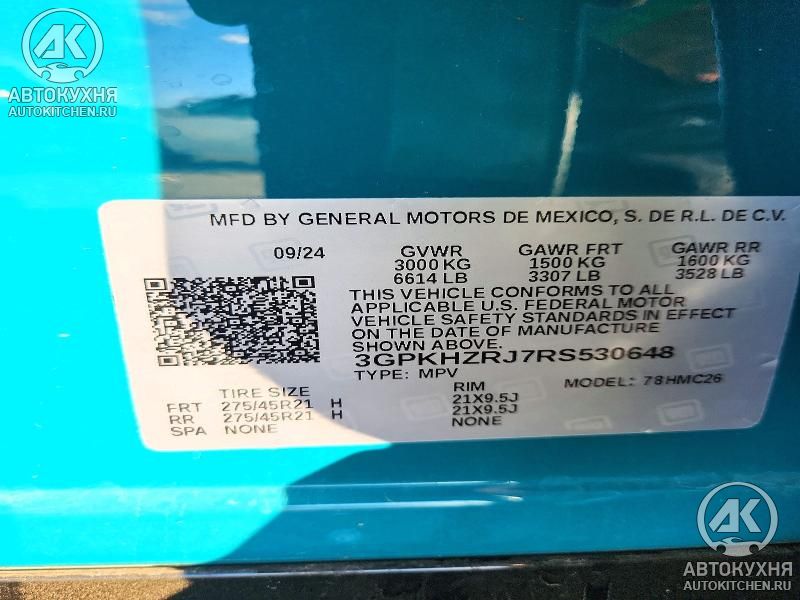 AK
АВТОКУХНЯ
AUTOKITCHEN.RU
MFD BY GENERAL MOTORS DE MEXICO, S. DE R.L. DE C.V.
09/24 GVWR GAWR FRT GAWR RR
3000 KG 1500 KG 1600 KG
6614 LB 3307 LB 3528 LB
THIS VEHICLE CONFORMS TO ALL
APPLICABLE U.S. FEDERAL MOTOR
VEHICLE SAFETY STANDARDS IN EFFECT
ON THE DATE OF MANUFACTURE
SHOWN ABOVE.
3GPKHZRJ7RS530648
TYPE: MPV MODEL: 78HMC26
TIRE SIZE RIM
FRT 275/45R21 H 21X9.5J
RR 275/45R21 H 21X9.5J
SPA NONE NONE
AK
АВТОКУХНЯ
AUTOKITCHEN.RU